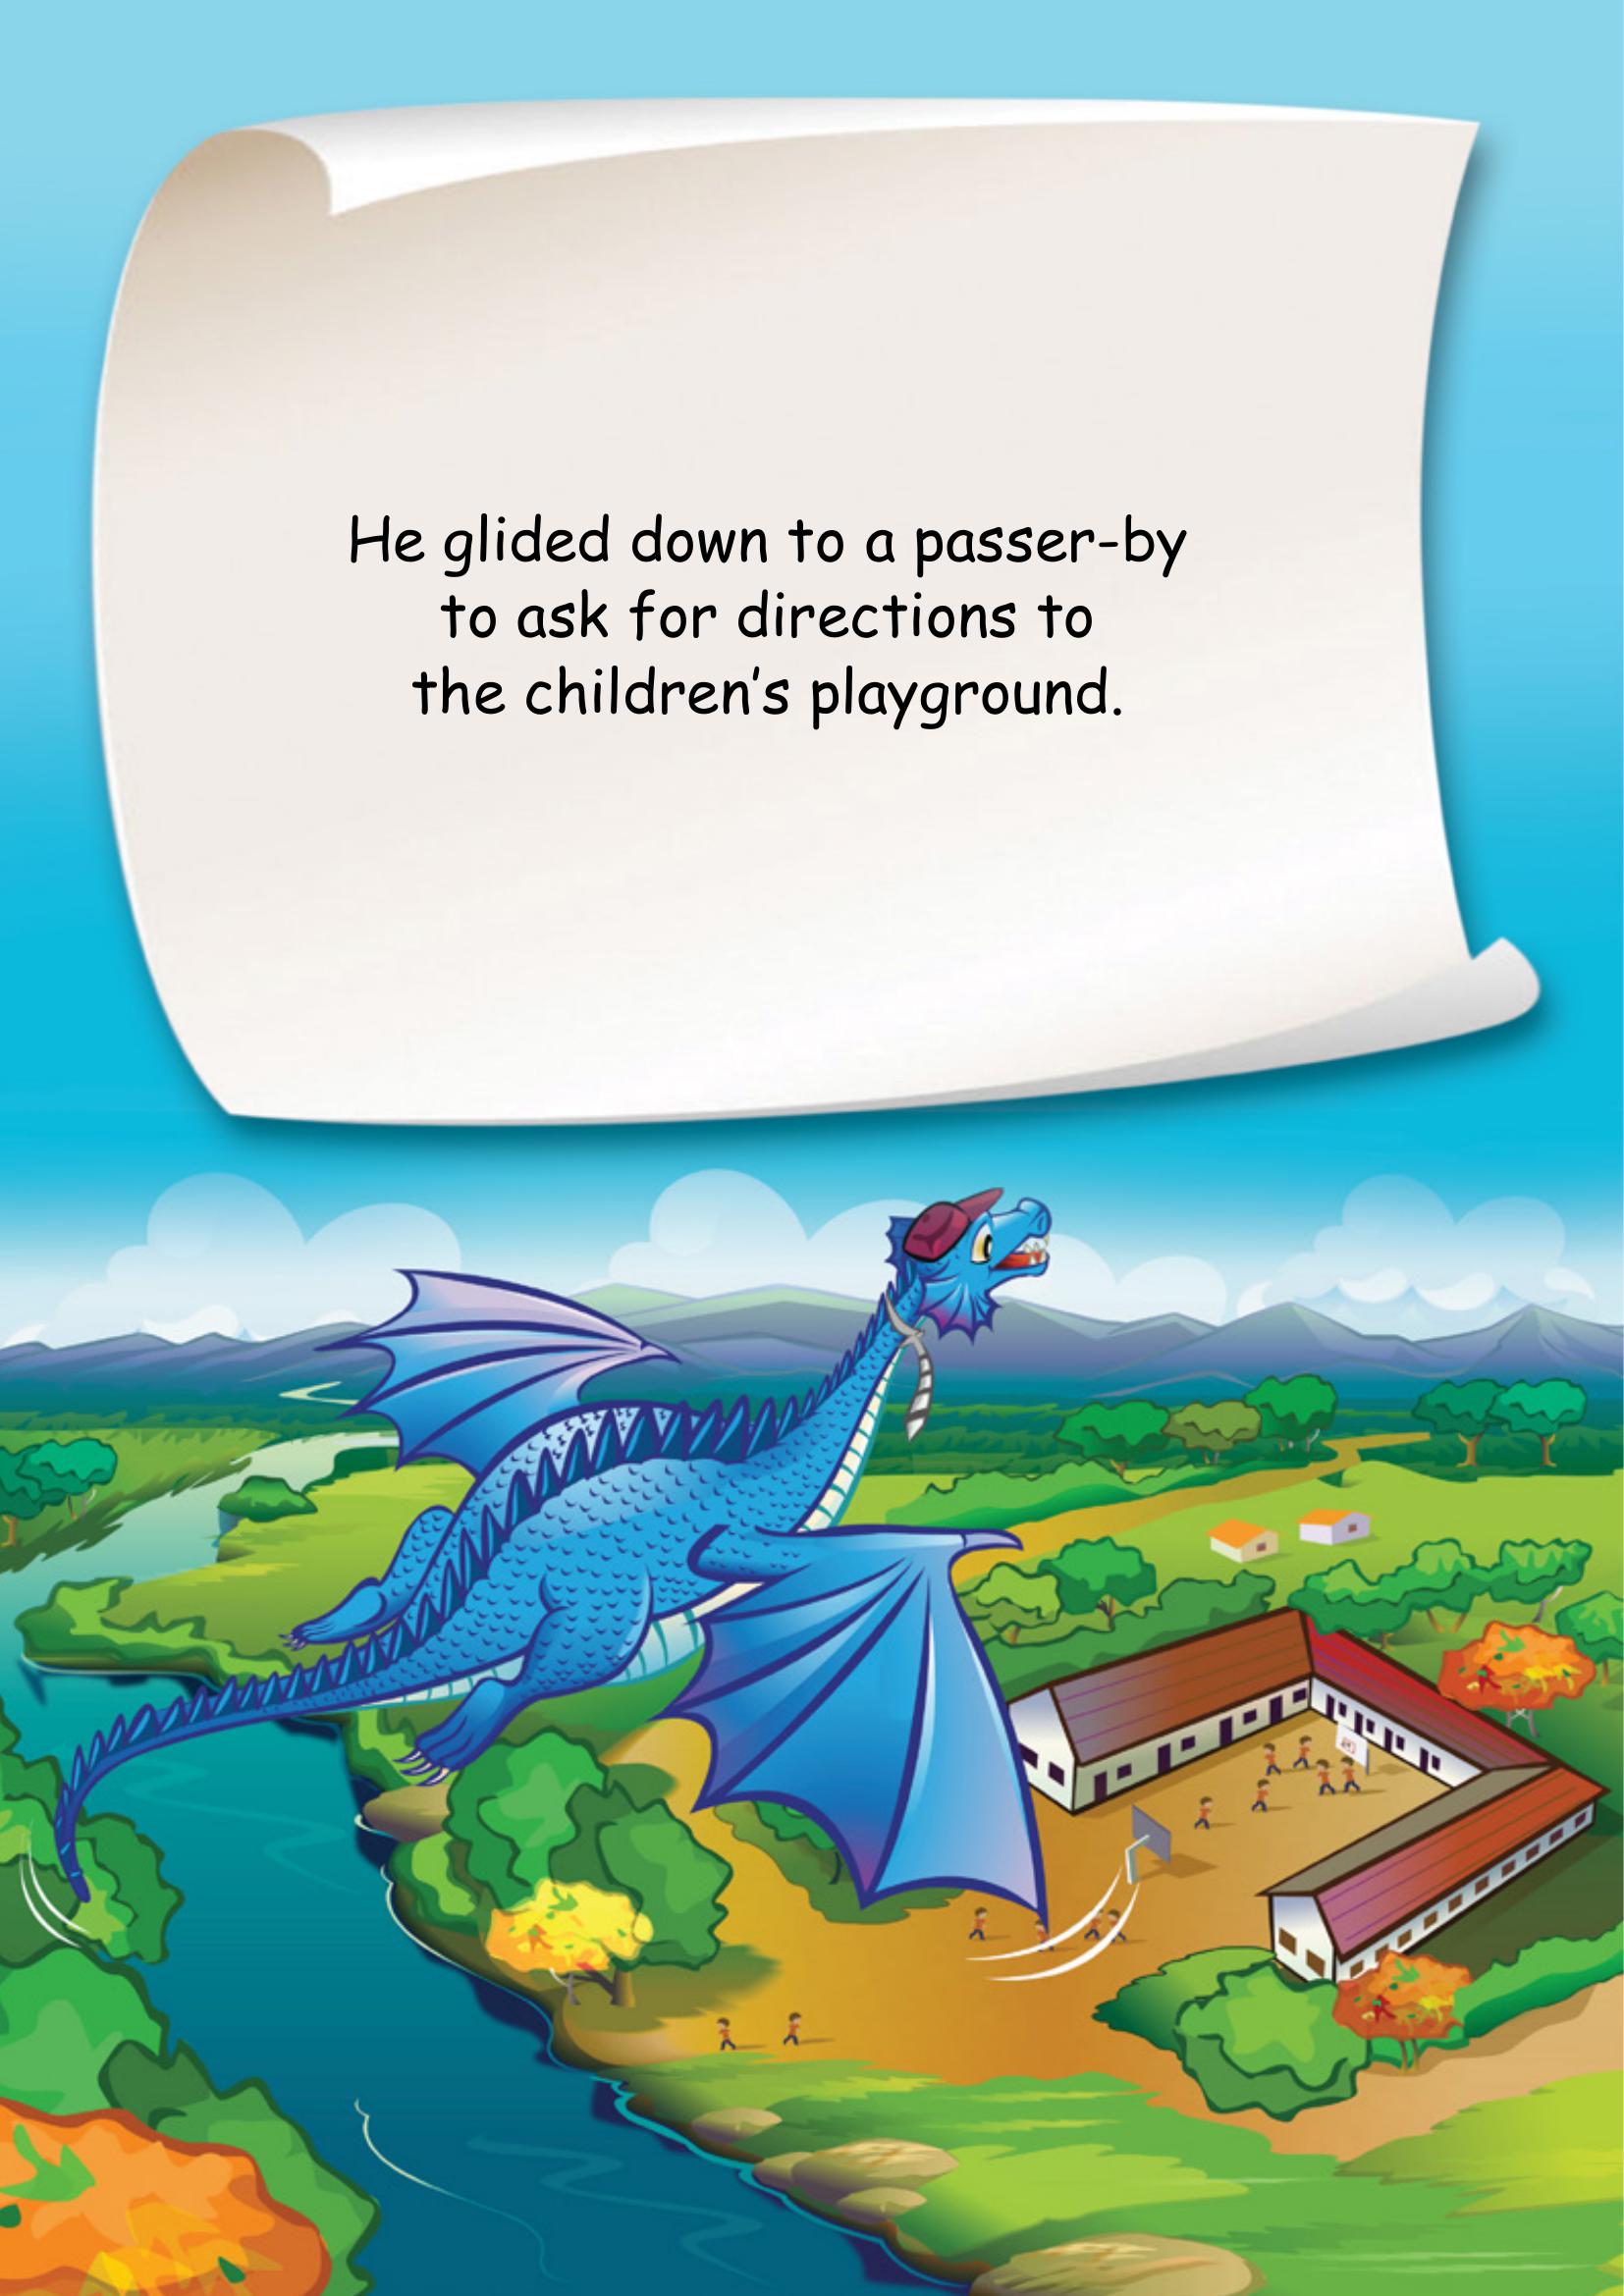 He glided down to a passer-by
to ask for directions to
the children's playground.